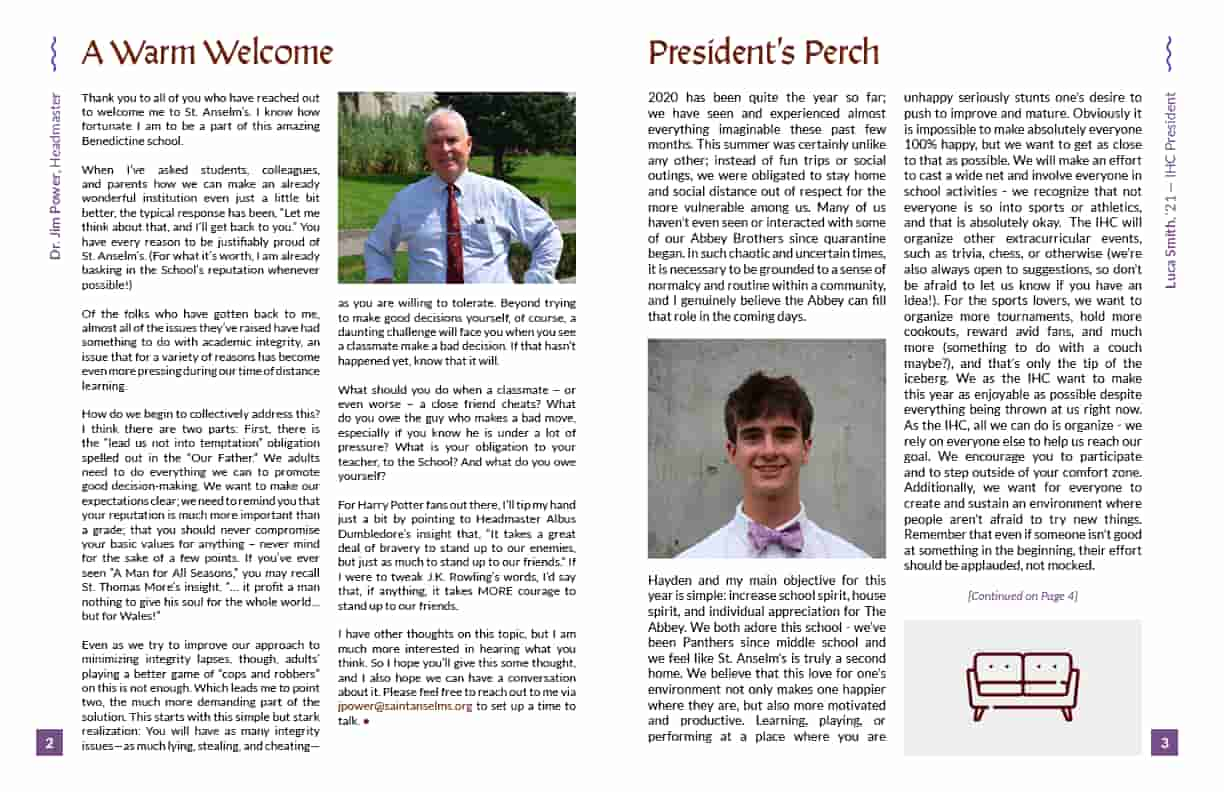 A Warm Welcome
Dr. Jim Power, Headmaster
Thank you to all of you who have reached out
to welcome me to St. Anselm's. I know how
fortunate I am to be a part of this amazing
Benedictine school.
When I've asked students, colleagues,
and parents how we can make an already
wonderful institution even just a little bit
better, the typical response has been, "Let me
think about that, and I'll get back to you." You
have every reason to be justifiably proud of
St. Anselm's. (For what it's worth, I am already
basking in the School's reputation whenever
possible!)
Of the folks who have gotten back to me,
almost all of the issues they've raised have had
something to do with academic integrity, an
issue that for a variety of reasons has become
even more pressing during our time of distance
learning.
How do we begin to collectively address this?
I think there are two parts: First, there is
the "lead us not into temptation" obligation
spelled out in the "Our Father." We adults
need to do everything we can to promote
good decision-making. We want to make our
expectations clear; we need to remind you that
your reputation is much more important than
a grade; that you should never compromise
your basic values for anything – never mind
for the sake of a few points. If you've ever
seen "A Man for All Seasons," you may recall
St. Thomas More's insight, "... it profit a man
nothing to give his soul for the whole world...
but for Wales!"
Even as we try to improve our approach to
minimizing integrity lapses, though, adults'
playing a better game of "cops and robbers"
on this is not enough. Which leads me to point
two, the much more demanding part of the
solution. This starts with this simple but stark
realization: You will have as many integrity
issues—as much lying, stealing, and cheating—
as you are willing to tolerate. Beyond trying
to make good decisions yourself, of course, a
daunting challenge will face you when you see
a classmate make a bad decision. If that hasn't
happened yet, know that it will.
What should you do when a classmate – or
even worse – a close friend cheats? What
do you owe the guy who makes a bad move,
especially if you know he is under a lot of
pressure? What is your obligation to your
teacher, to the School? And what do you owe
yourself?
For Harry Potter fans out there, I'll tip my hand
just a bit by pointing to Headmaster Albus
Dumbledore's insight that, "It takes a great
deal of bravery to stand up to our enemies,
but just as much to stand up to our friends." If
I were to tweak J.K. Rowling's words, I'd say
that, if anything, it takes MORE courage to
stand up to our friends.
I have other thoughts on this topic, but I am
much more interested in hearing what you
think. So I hope you'll give this some thought,
and I also hope we can have a conversation
about it. Please feel free to reach out to me via
jpower@saintanselms.org to set up a time to
talk. •
2
President's Perch
Luca Smith, '21 — IHC President
2020 has been quite the year so far;
we have seen and experienced almost
everything imaginable these past few
months. This summer was certainly unlike
any other; instead of fun trips or social
outings, we were obligated to stay home
and social distance out of respect for the
more vulnerable among us. Many of us
haven't even seen or interacted with some
of our Abbey Brothers since quarantine
began. In such chaotic and uncertain times,
it is necessary to be grounded to a sense of
normalcy and routine within a community,
and I genuinely believe the Abbey can fill
that role in the coming days.
Hayden and my main objective for this
year is simple: increase school spirit, house
spirit, and individual appreciation for The
Abbey. We both adore this school - we've
been Panthers since middle school and
we feel like St. Anselm's is truly a second
home. We believe that this love for one's
environment not only makes one happier
where they are, but also more motivated
and productive. Learning, playing, or
performing at a place where you are
unhappy seriously stunts one's desire to
push to improve and mature. Obviously it
is impossible to make absolutely everyone
100% happy, but we want to get as close
to that as possible. We will make an effort
to cast a wide net and involve everyone in
school activities - we recognize that not
everyone is so into sports or athletics,
and that is absolutely okay. The IHC will
organize other extracurricular events,
such as trivia, chess, or otherwise (we're
also always open to suggestions, so don't
be afraid to let us know if you have an
idea!). For the sports lovers, we want to
organize more tournaments, hold more
cookouts, reward avid fans, and much
more (something to do with a couch
maybe?), and that's only the tip of the
iceberg. We as the IHC want to make
this year as enjoyable as possible despite
everything being thrown at us right now.
As the IHC, all we can do is organize - we
rely on everyone else to help us reach our
goal. We encourage you to participate
and to step outside of your comfort zone.
Additionally, we want for everyone to
create and sustain an environment where
people aren't afraid to try new things.
Remember that even if someone isn't good
at something in the beginning, their effort
should be applauded, not mocked.
[Continued on Page 4]
3